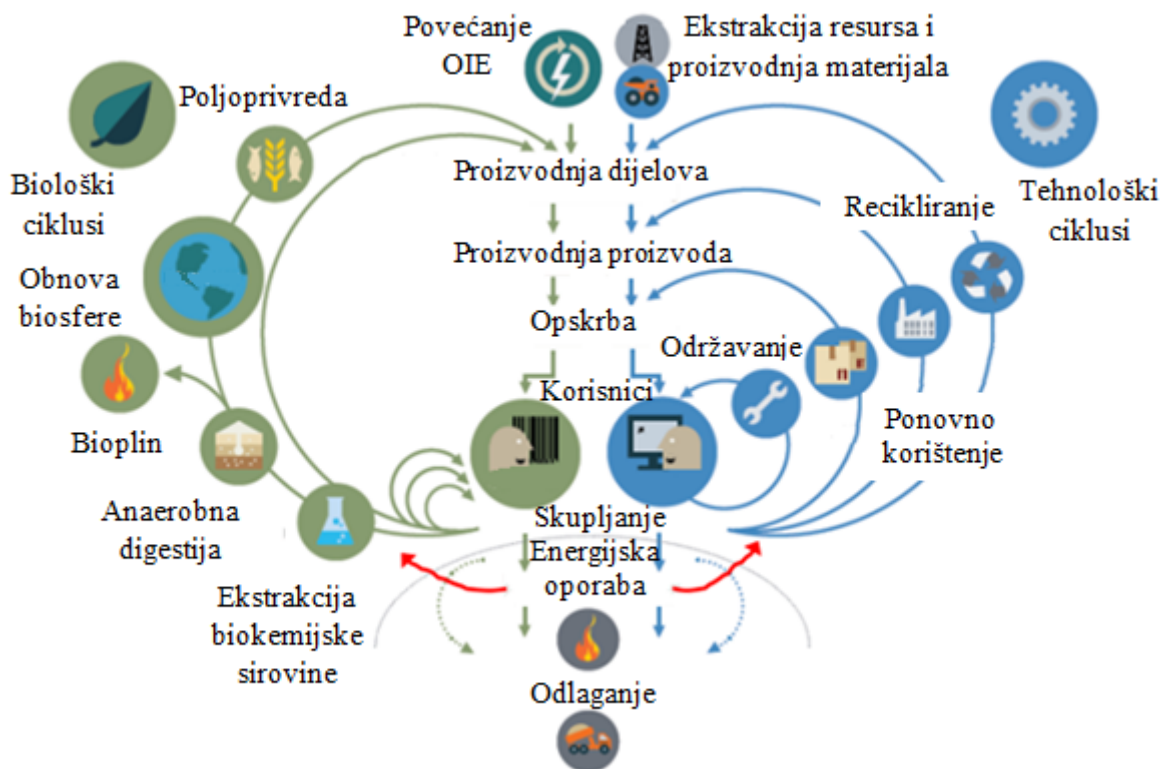 Povećanje
OIE
Ekstrakcija resursa i
proizvodnja materijala
Poljoprivreda
Biološki
ciklusi
Proizvodnja dijelova
Tehnološki
ciklusi
Recikliranje
Proizvodnja proizvoda
Obnova
biosfere
Opskrba
Održavanje
Korisnici
Bioplin
Ponovno
korištenje
Anaerobna
digestija
Skupljanje
Energijska
oporaba
Ekstrakcija
biokemijske
sirovine
Odlaganje